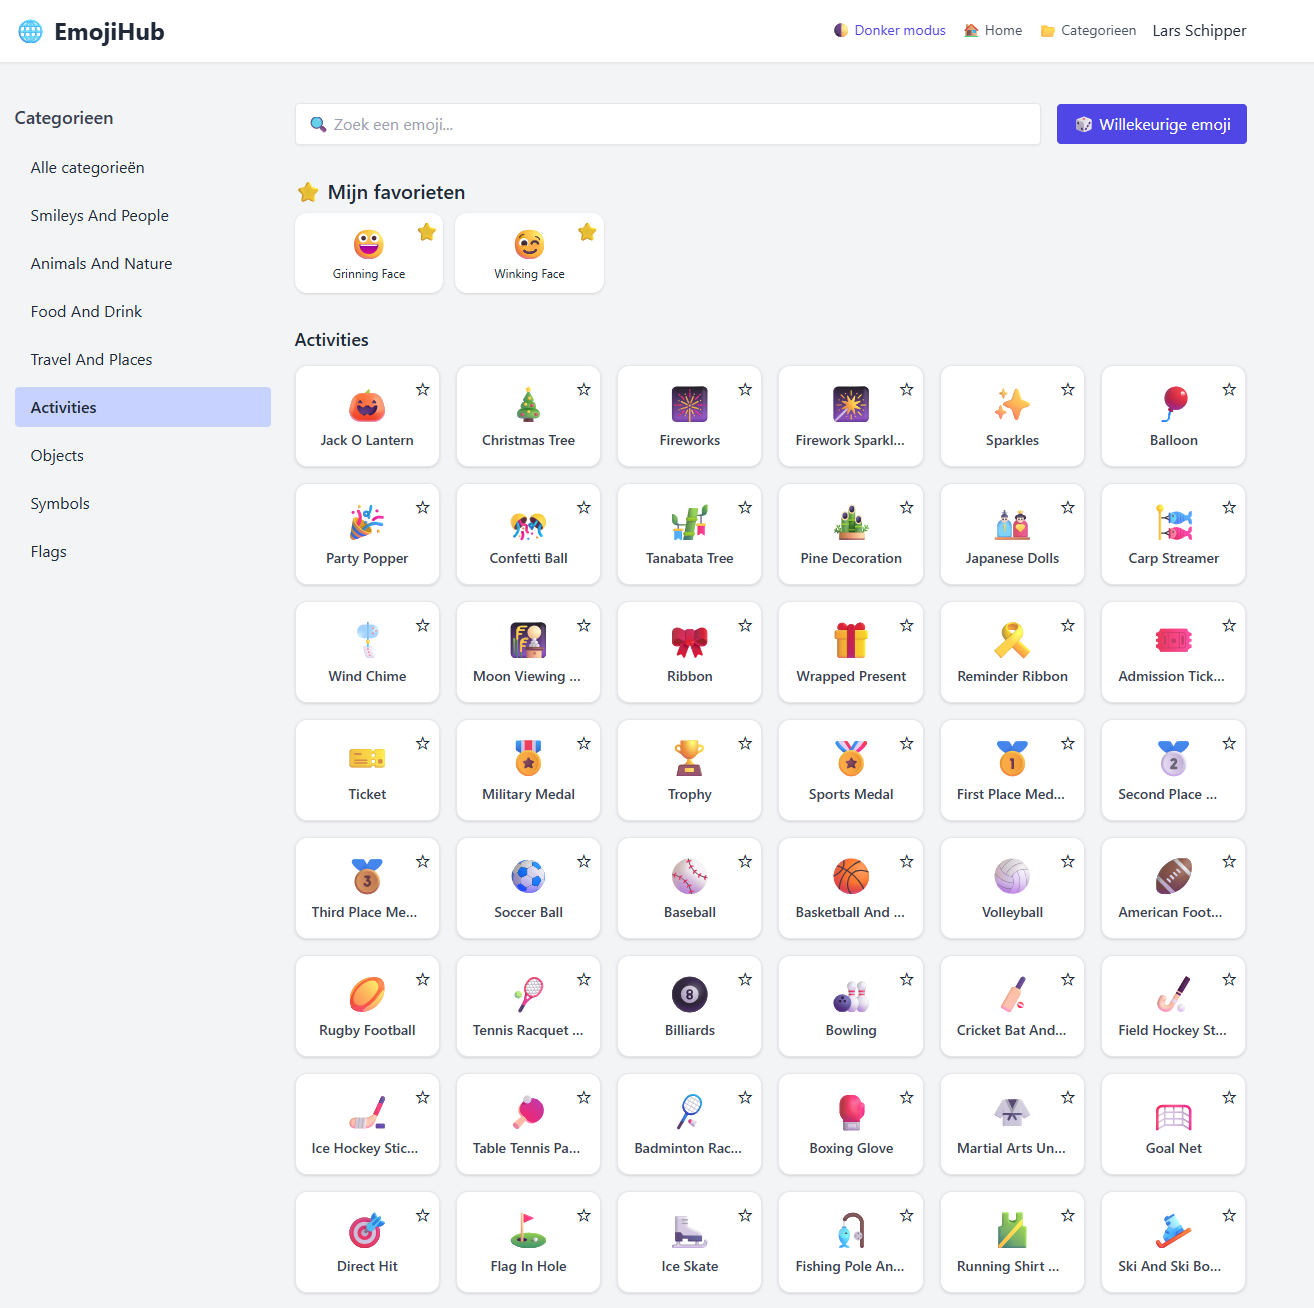 EmojiHub
Donker modus
Home
Categorieen
Lars Schipper
Categorieen
Alle categorieën
Smileys And People
Animals And Nature
Food And Drink
Travel And Places
Activities
Objects
Symbols
Flags
Zoek een emoji...
Willekeurige emoji
Mijn favorieten
Grinning Face
Winking Face
Activities
Jack O Lantern
Christmas Tree
Fireworks
Firework Sparkl...
Sparkles
Balloon
Party Popper
Confetti Ball
Tanabata Tree
Pine Decoration
Japanese Dolls
Carp Streamer
Wind Chime
Moon Viewing ...
Ribbon
Wrapped Present
Reminder Ribbon
Admission Tick...
Ticket
Military Medal
Trophy
Sports Medal
1
First Place Med...
2
Second Place ...
3
Third Place Me...
Soccer Ball
Baseball
Basketball And ...
Volleyball
American Foot...
Rugby Football
Tennis Racquet ...
8
Billiards
Bowling
Cricket Bat And...
Field Hockey St...
Ice Hockey Stic...
Table Tennis Pa...
Badminton Rac...
Boxing Glove
Martial Arts Un...
Goal Net
Direct Hit
Flag In Hole
Ice Skate
Fishing Pole An...
Running Shirt ...
Ski And Ski Bo...